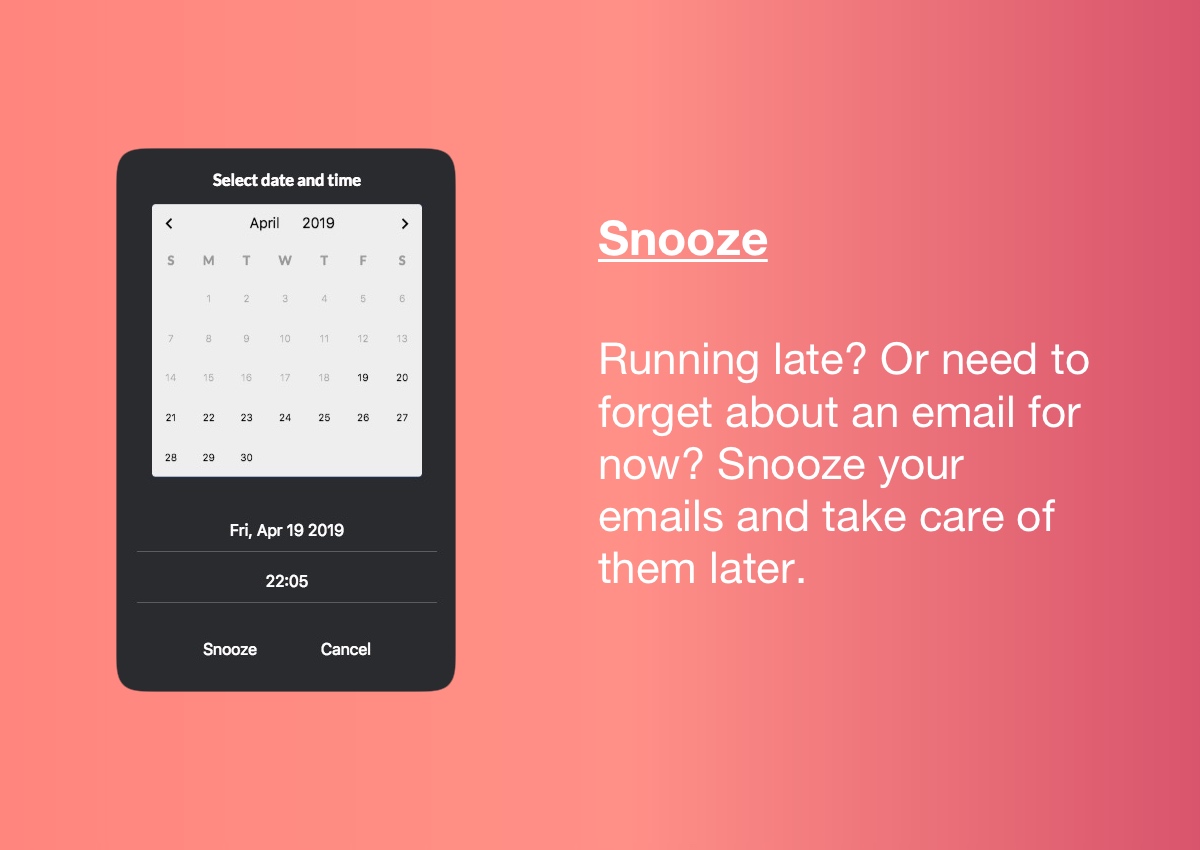 Select date and time
April 2019
S M T W T F S
1 2 3 4 5 6
7 8 9 10 11 12 13
14 15 16 17 18 19 20
21 22 23 24 25 26 27
28 29 30
Fri, Apr 19 2019
22:05
Snooze Cancel
Snooze
Running late? Or need to
forget about an email for
now? Snooze your
emails and take care of
them later.